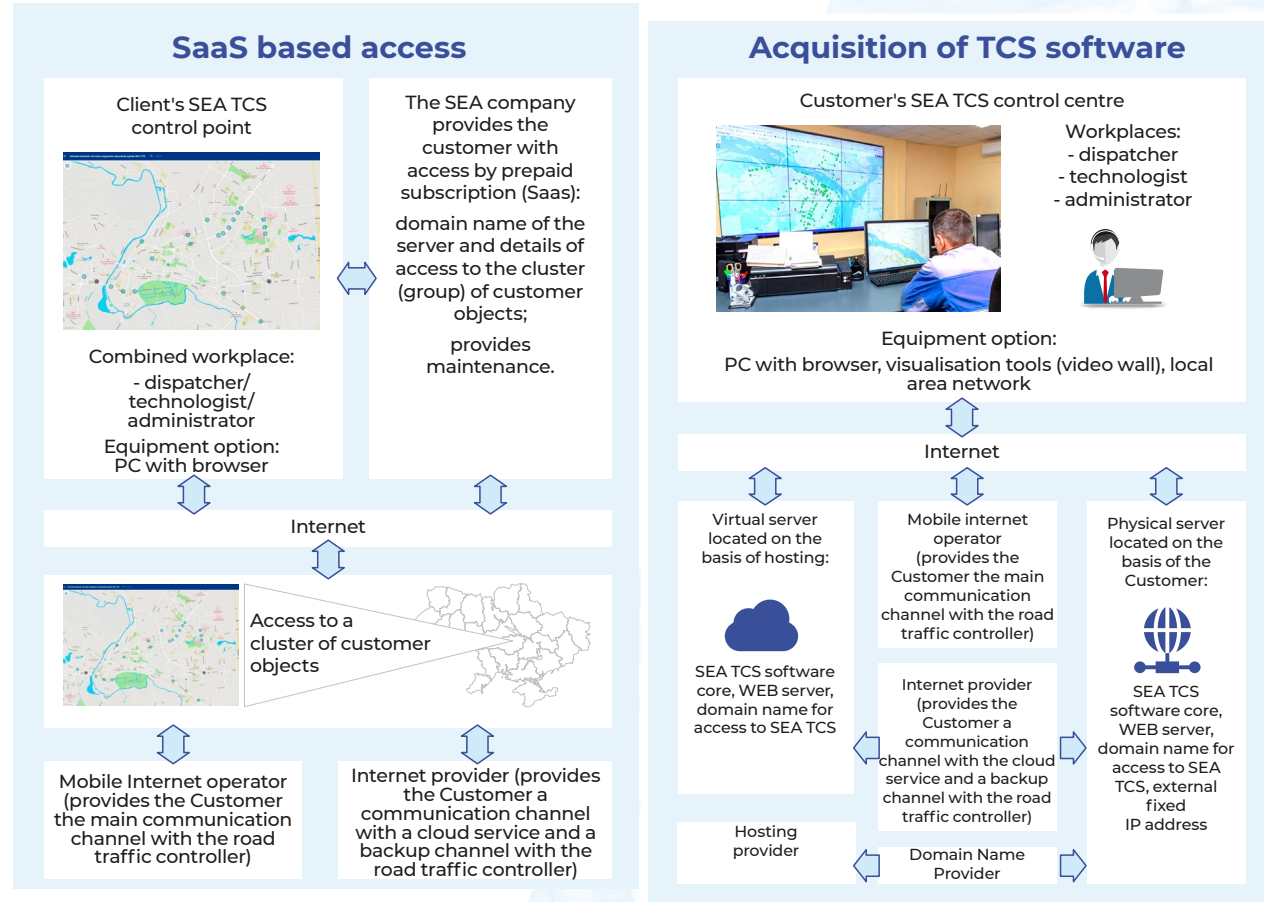 SaaS based access
Client's SEA TCS
control point
Combined workplace:
- dispatcher/
technologist/
administrator
Equipment option:
PC with browser
The SEA company
provides the
customer with
access by prepaid
subscription (Saas):
domain name of the
server and details of
access to the cluster
(group) of customer
objects;
provides
maintenance.
Internet
Access to a
cluster of customer
objects
Mobile Internet operator
(provides the Customer
the main communication
channel with the road
traffic controller)
Internet provider (provides
the Customer a
communication channel
with a cloud service and a
backup channel with the
road traffic controller)
Acquisition of TCS software
Customer's SEA TCS control centre
Workplaces:
- dispatcher
- technologist
- administrator
Equipment option:
PC with browser, visualisation tools (video wall), local
area network
Internet
Virtual server
located on the
basis of hosting:
SEA TCS software
core, WEB server,
domain name for
access to SEA TCS
Hosting
provider
Mobile internet
operator
(provides the
Customer the main
communication
channel with the road
traffic controller)
Internet provider
(provides the
Customer a
communication
channel with the cloud
service and a backup
channel with the road
traffic controller)
Domain Name
Provider
Physical server
located on the
basis of the
Customer:
SEA TCS
software core,
WEB server,
domain name for
access to SEA
TCS, external
fixed
IP address